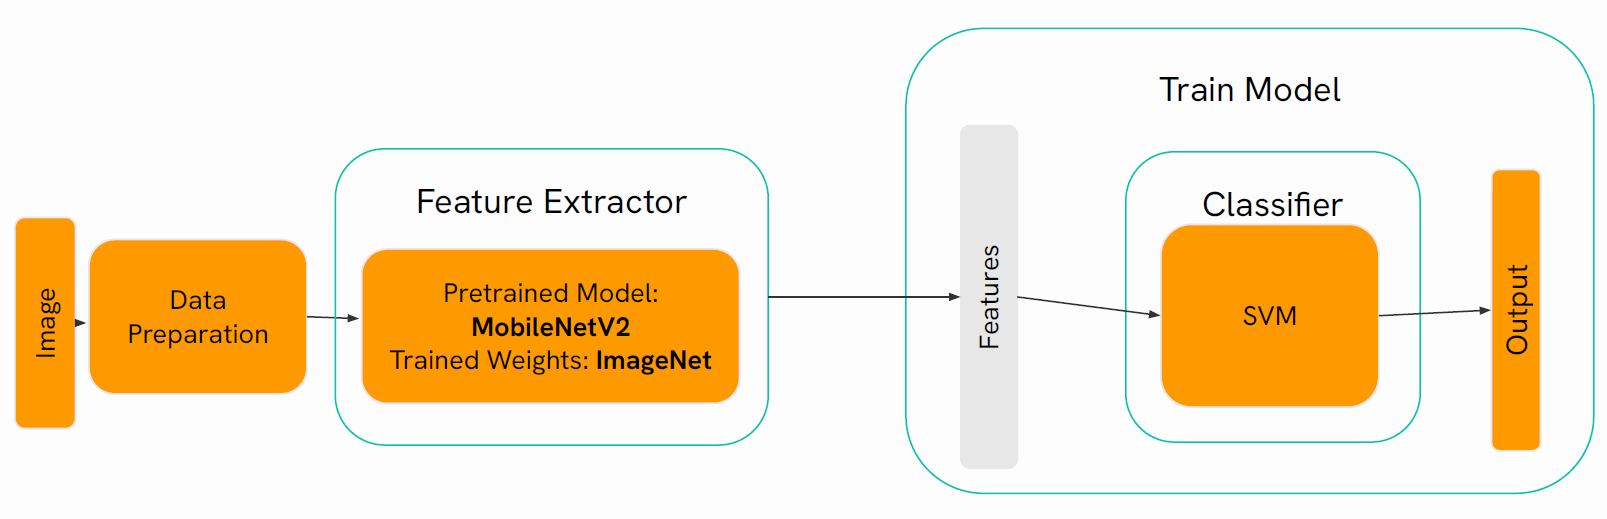 Image
Data
Preparation
Feature Extractor
Pretrained Model:
MobileNetV2
Trained Weights: ImageNet
Train Model
Features
Classifier
SVM
Output